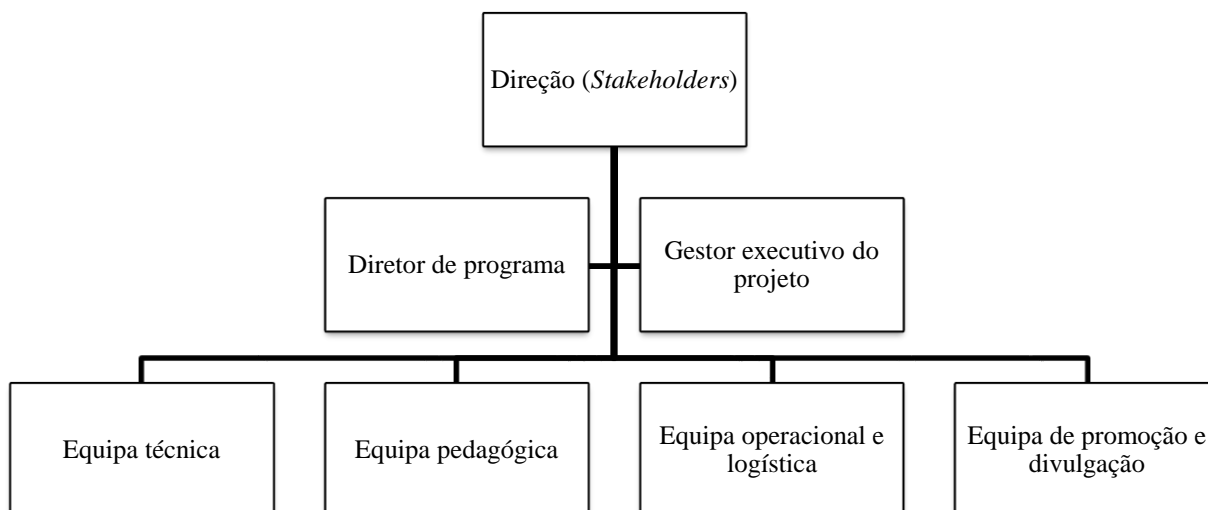 Direção (Stakeholders)
Diretor de programa
Gestor executivo do
projeto
Equipa técnica
Equipa pedagógica
Equipa operacional e
logística
Equipa de promoção e
divulgação